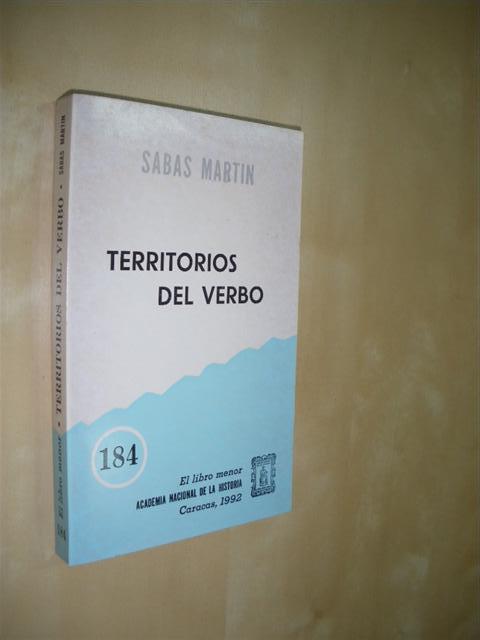 SABAS MARTIN
TERRITORIOS
DEL VERBO
184
El libro menor
ACADEMIA NACIONAL DE LA HISTORIA
Caracas, 1992
184 El libro menor • TERRITORIOS DEL VERBO • SABAS MARTIN